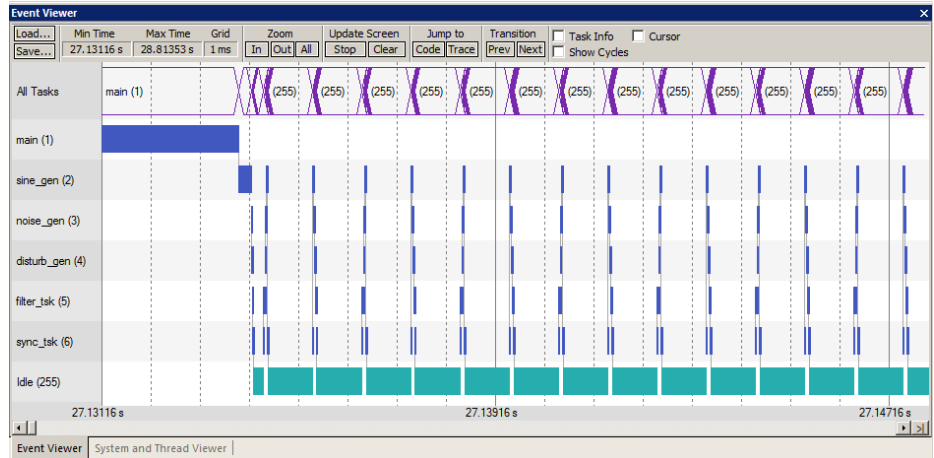 Event Viewer
Load... Min Time Max Time Grid Zoom Update Screen Jump to Transition Task Info Cursor
Save... 27.13116 s 28.81353 s 1 ms In Out All Stop Clear Code Trace Prev Next Show Cycles
All Tasks main (1) (255) (255) (255) (255) (255) (255) (255) (255) (255) (255) (255) (255) (255)
main (1)
sine_gen (2)
noise_gen (3)
disturb_gen (4)
filter_tsk (5)
sync_tsk (6)
Idle (255)
27.13116 s 27.13916 s 27.14716 s
Event Viewer System and Thread Viewer